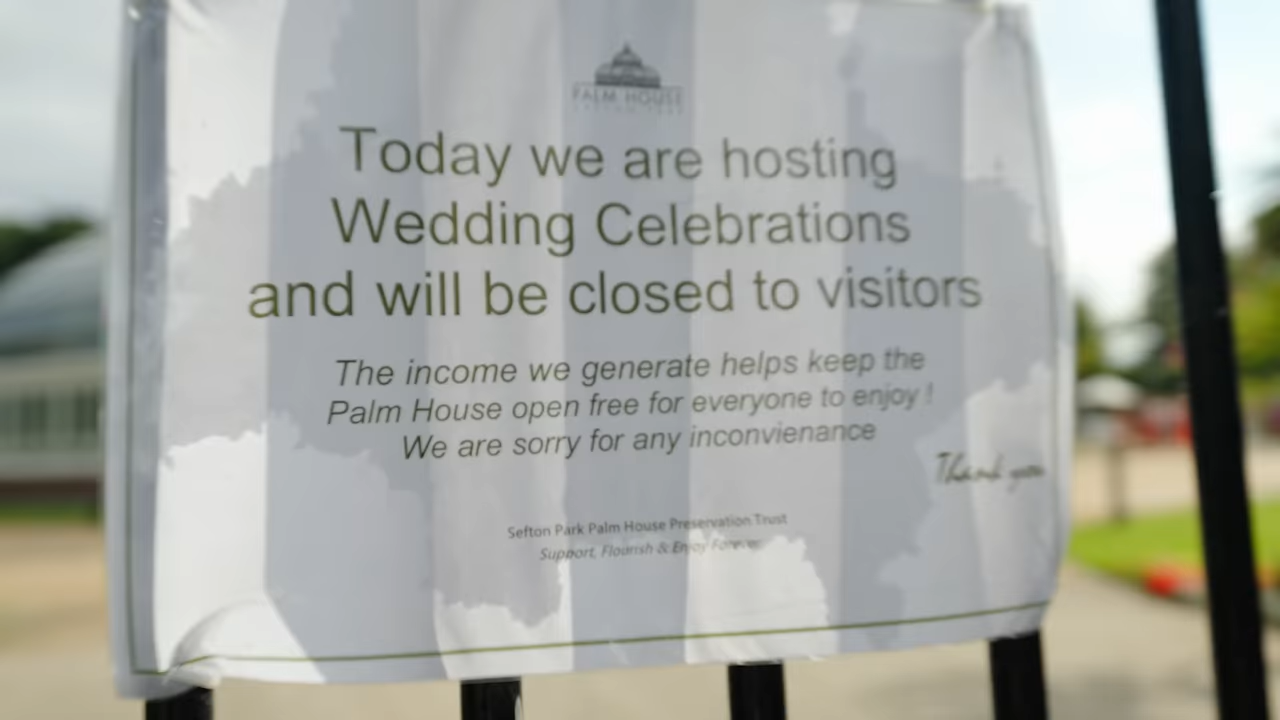 PALM HOUSE
Today we are hosting
Wedding Celebrations
and will be closed to visitors
The income we generate helps keep the
Palm House open free for everyone to enjoy !
We are sorry for any inconvienance
Thank you
Sefton Park Palm House Preservation Trust
Support, Flourish & Enjoy Forever